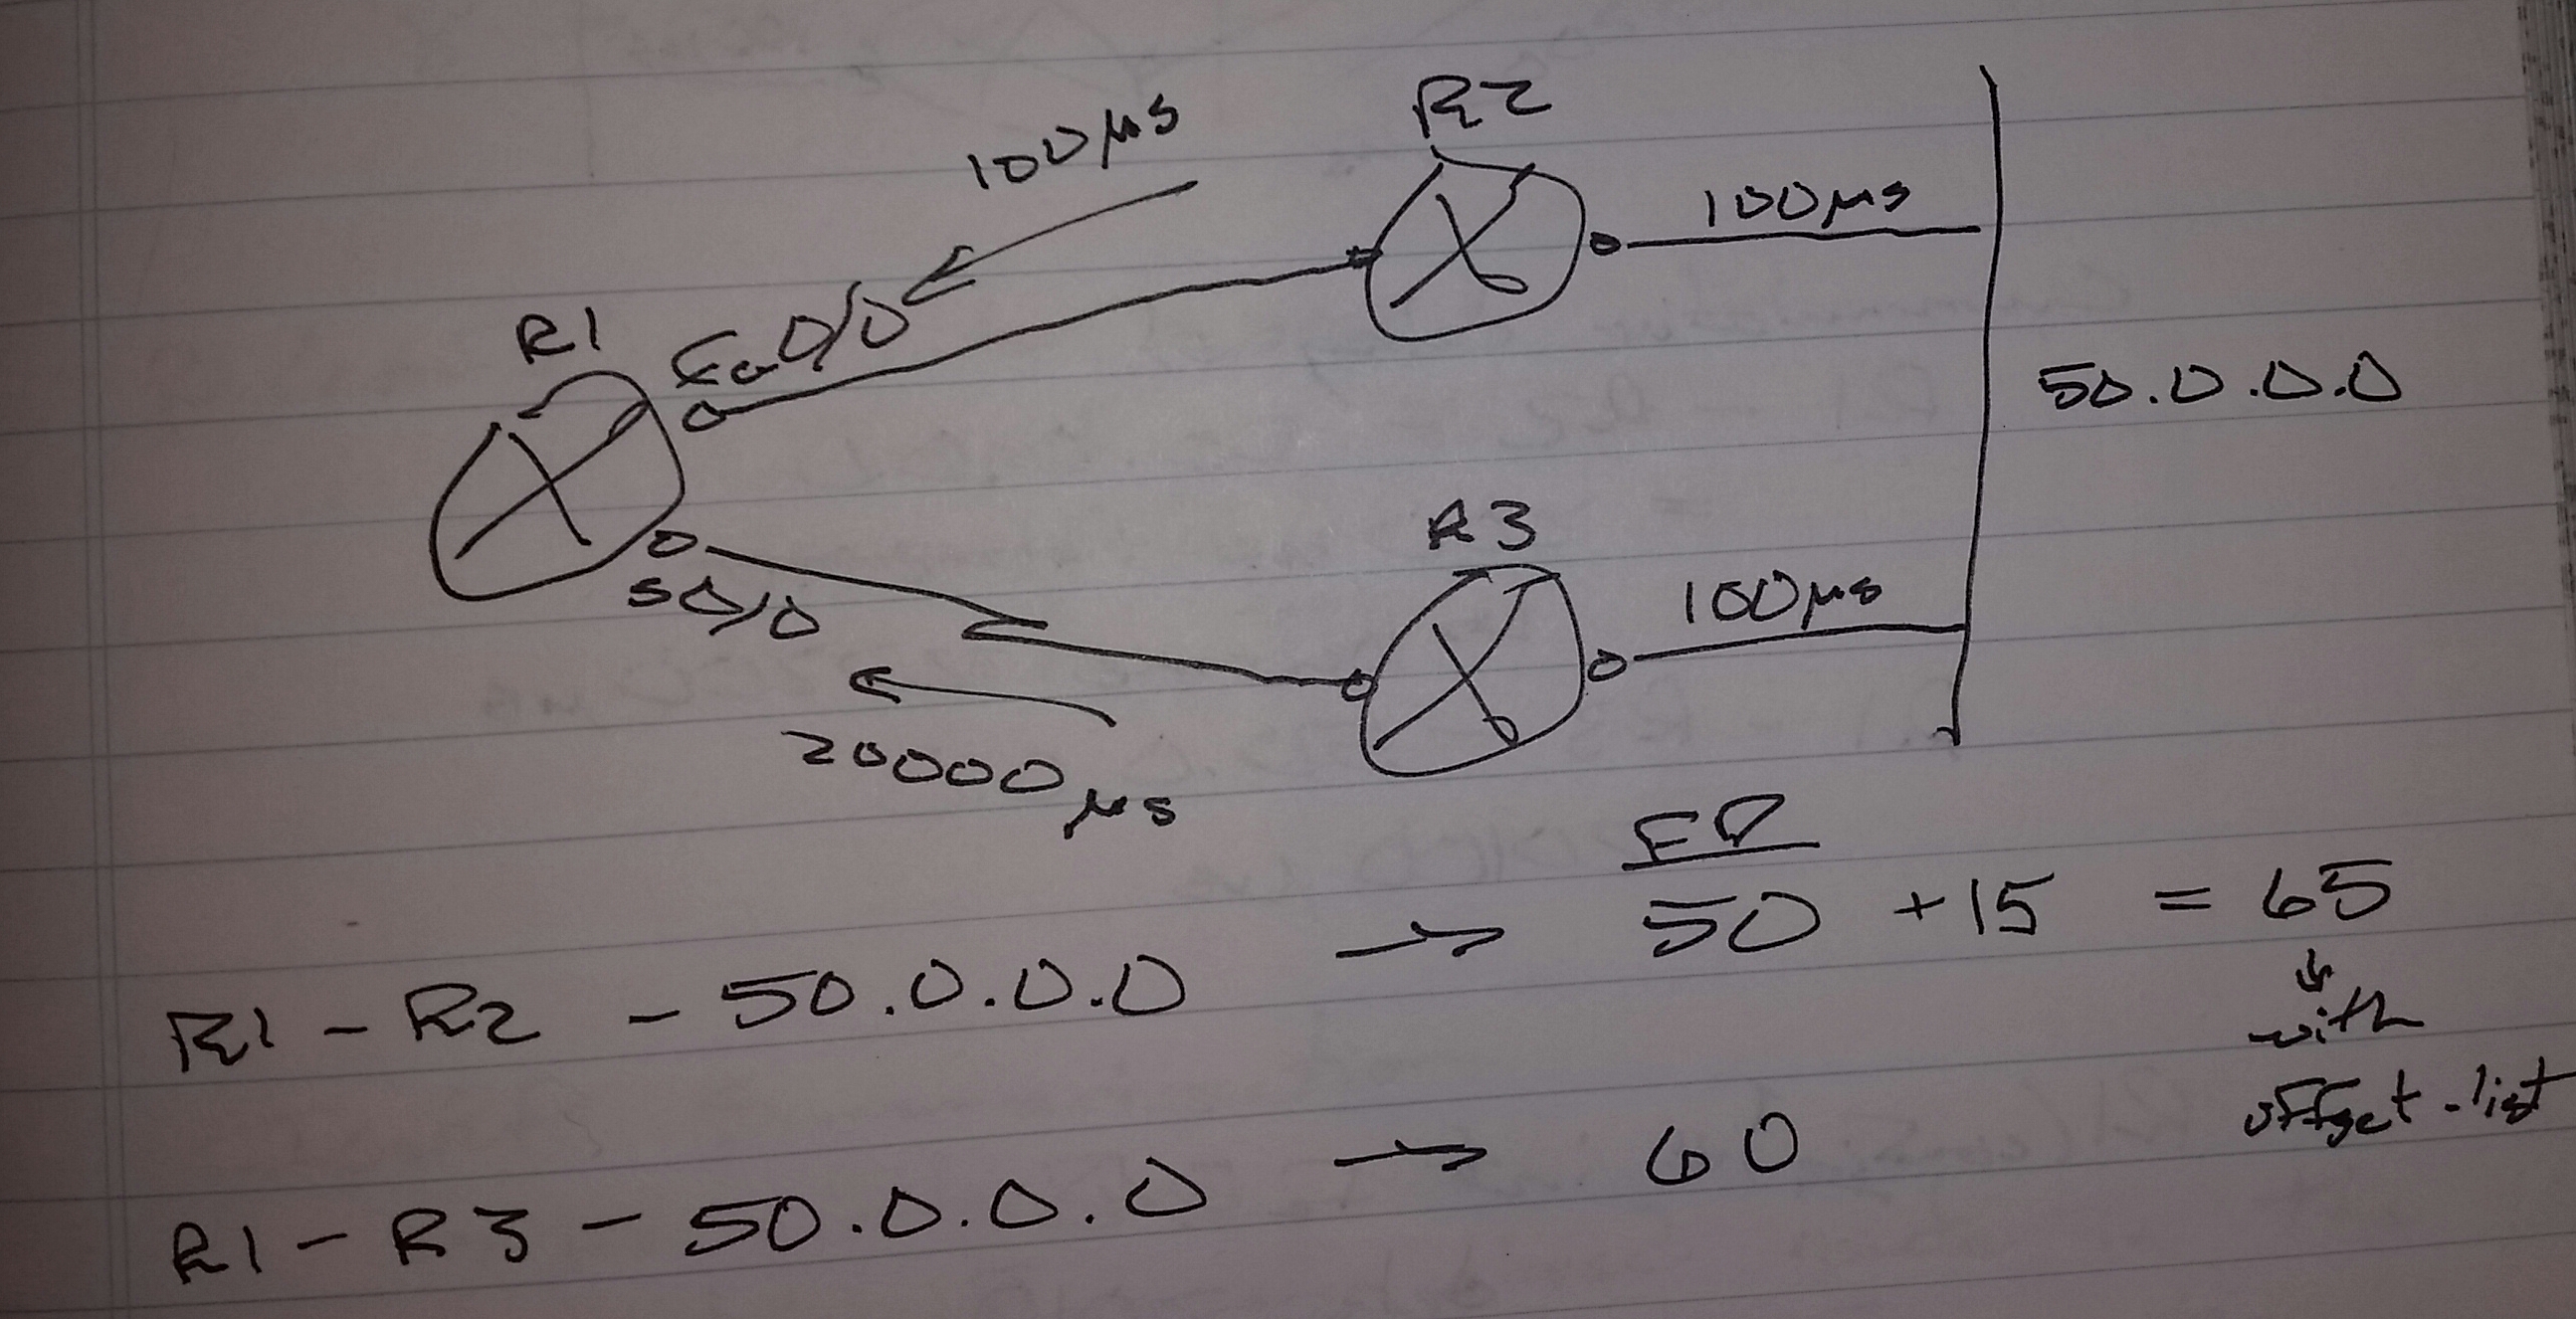 R2
100µs
100µs
R1
Fa0/0
50.0.0.0
R3
S0/0
100µs
20000µs
FD
R1 - R2 - 50.0.0.0 → 50 +15 = 65
↓
with
offset-list
R1 - R3 - 50.0.0.0 → 60